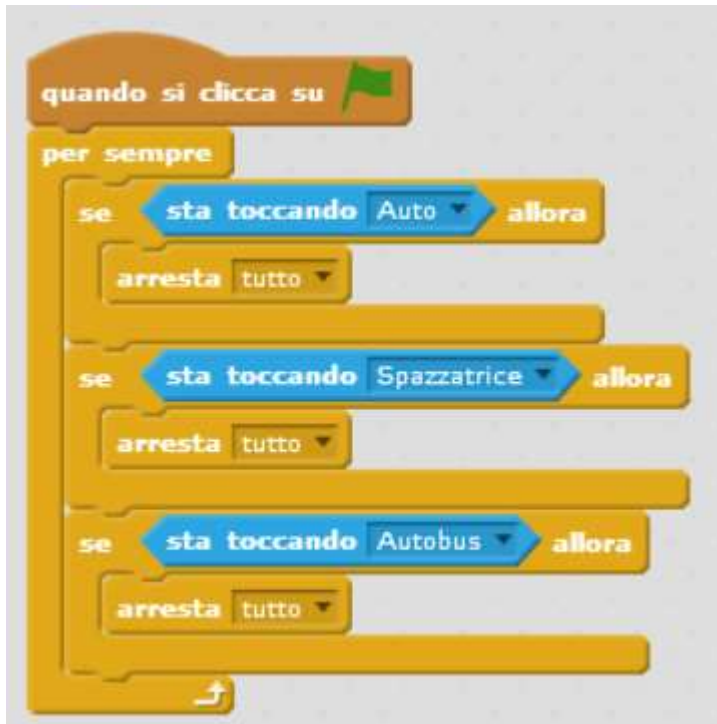 quando si clicca su
per sempre
se sta toccando Auto allora
arresta tutto
se sta toccando Spazzatrice allora
arresta tutto
se sta toccando Autobus allora
arresta tutto